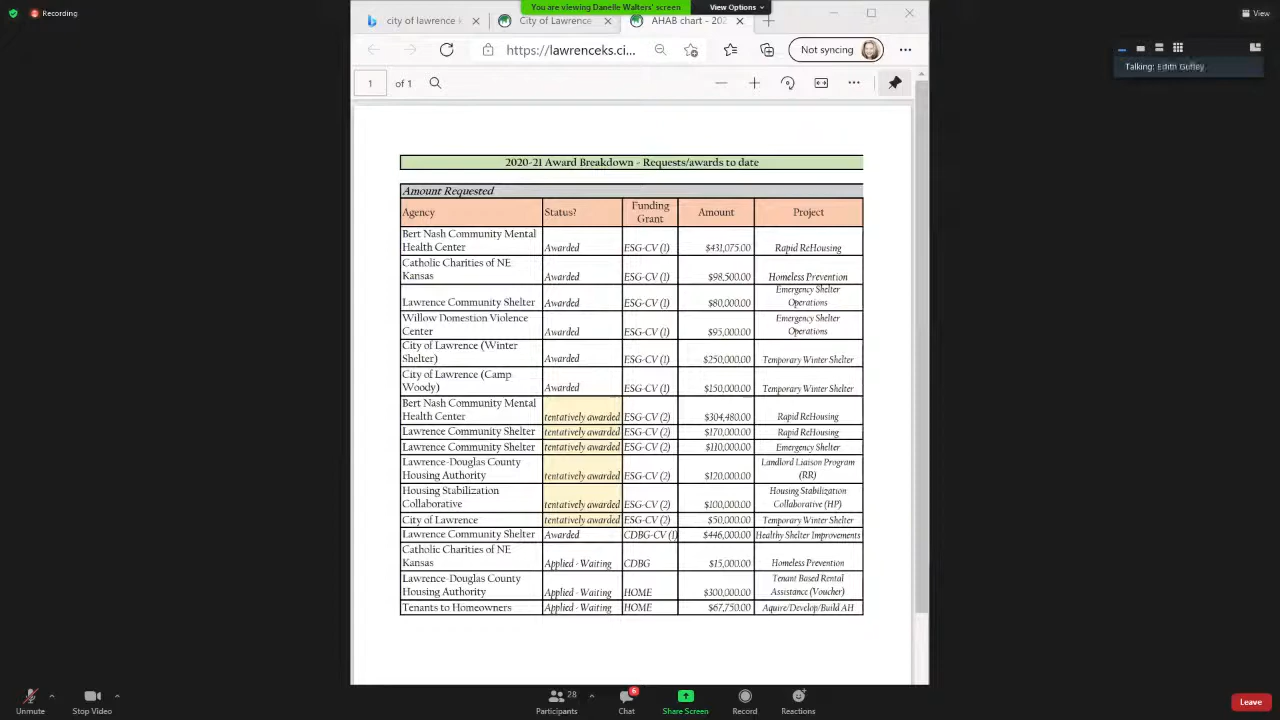 Recording
You are viewing Danelle Walters' screen
View Options
View
city of lawrence k
City of Lawrence
AHAB chart - 202
https://lawrenceks.ci...
Not syncing
Talking: Edith Guffey
1 of 1
2020-21 Award Breakdown - Requests/awards to date
Amount Requested
Agency Status? Funding Grant Amount Project
Bert Nash Community Mental Health Center Awarded ESG-CV (1) $431,075.00 Rapid ReHousing
Catholic Charities of NE Kansas Awarded ESG-CV (1) $98,500.00 Homeless Prevention
Lawrence Community Shelter Awarded ESG-CV (1) $80,000.00 Emergency Shelter Operations
Willow Domestion Violence Center Awarded ESG-CV (1) $95,000.00 Emergency Shelter Operations
City of Lawrence (Winter Shelter) Awarded ESG-CV (1) $250,000.00 Temporary Winter Shelter
City of Lawrence (Camp Woody) Awarded ESG-CV (1) $150,000.00 Temporary Winter Shelter
Bert Nash Community Mental Health Center tentatively awarded ESG-CV (2) $304,480.00 Rapid ReHousing
Lawrence Community Shelter tentatively awarded ESG-CV (2) $170,000.00 Rapid ReHousing
Lawrence Community Shelter tentatively awarded ESG-CV (2) $110,000.00 Emergency Shelter
Lawrence-Douglas County Housing Authority tentatively awarded ESG-CV (2) $120,000.00 Landlord Liaison Program (RR)
Housing Stabilization Collaborative tentatively awarded ESG-CV (2) $100,000.00 Housing Stabilization Collaborative (HP)
City of Lawrence tentatively awarded ESG-CV (2) $50,000.00 Temporary Winter Shelter
Lawrence Community Shelter Awarded CDBG-CV (1) $446,000.00 Healthy Shelter Improvements
Catholic Charities of NE Kansas Applied - Waiting CDBG $15,000.00 Homeless Prevention
Lawrence-Douglas County Housing Authority Applied - Waiting HOME $300,000.00 Tenant Based Rental Assistance (Voucher)
Tenants to Homeowners Applied - Waiting HOME $67,750.00 Aquire/Develop/Build AH
Unmute
Stop Video
28
Participants
6
Chat
Share Screen
Record
Reactions
Leave